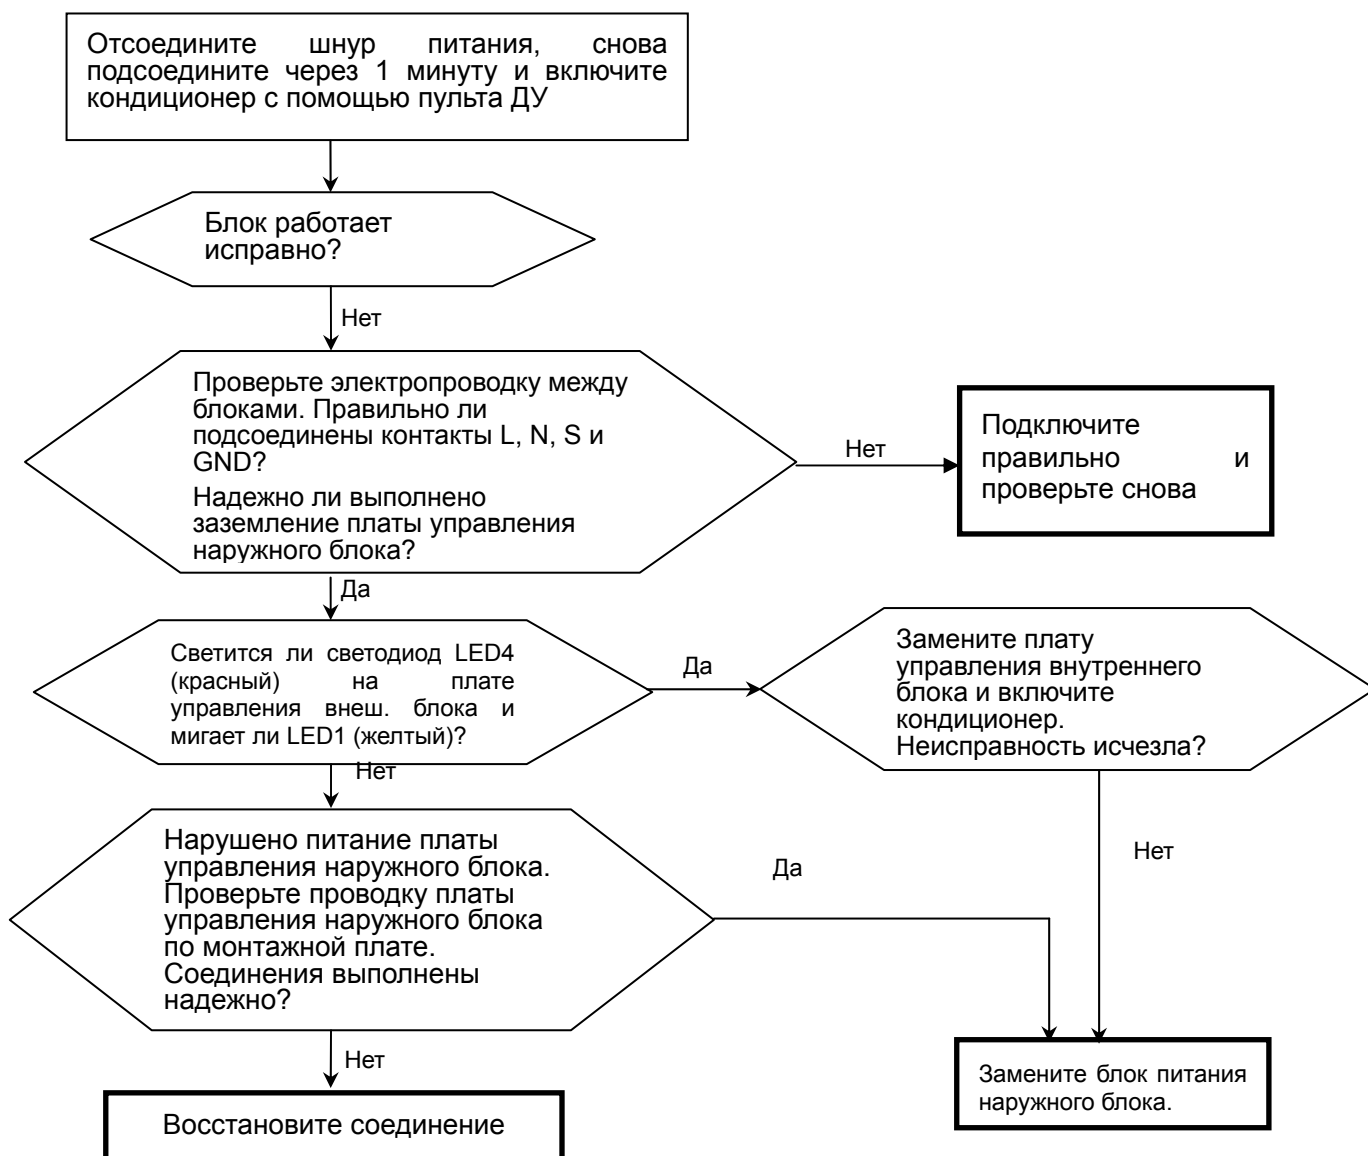 Отсоедините шнур питания, снова
подсоедините через 1 минуту и включите
кондиционер с помощью пульта ДУ
Блок работает
исправно?
Нет
Проверьте электропроводку между
блоками. Правильно ли
подсоединены контакты L, N, S и
GND?
Надежно ли выполнено
заземление платы управления
наружного блока?
Нет
Подключите
правильно и
проверьте снова
Да
Светится ли светодиод LED4
(красный) на плате
управления внеш. блока и
мигает ли LED1 (желтый)?
Да
Замените плату
управления внутреннего
блока и включите
кондиционер.
Неисправность исчезла?
Нет
Нарушено питание платы
управления наружного блока.
Проверьте проводку платы
управления наружного блока
по монтажной плате.
Соединения выполнены
надежно?
Да
Нет
Нет
Замените блок питания
наружного блока.
Восстановите соединение